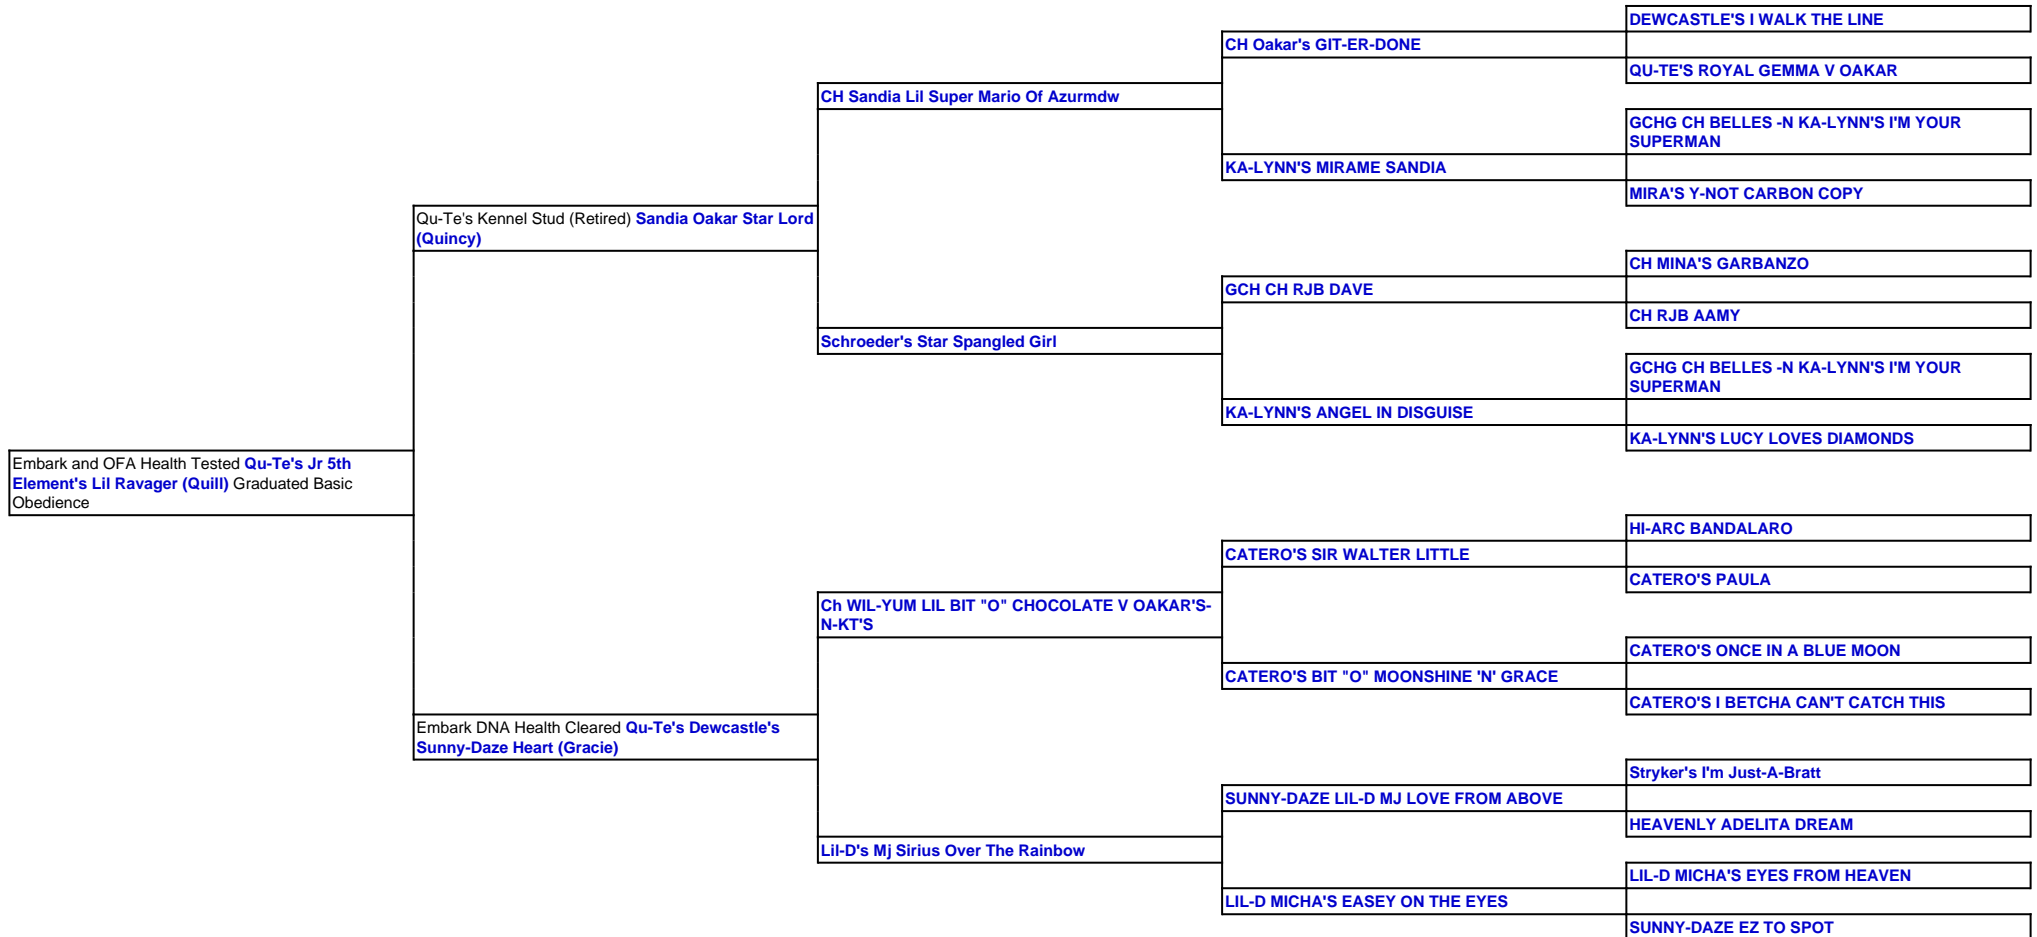 DEWCASTLE'S I WALK THE LINE
CH Oakar's GIT-ER-DONE
QU-TE'S ROYAL GEMMA V OAKAR
CH Sandia Lil Super Mario Of Azurmdw
GCHG CH BELLES -N KA-LYNN'S I'M YOUR
SUPERMAN
KA-LYNN'S MIRAME SANDIA
MIRA'S Y-NOT CARBON COPY
Qu-Te's Kennel Stud (Retired) Sandia Oakar Star Lord
(Quincy)
CH MINA'S GARBANZO
GCH CH RJB DAVE
CH RJB AAMY
Schroeder's Star Spangled Girl
GCHG CH BELLES -N KA-LYNN'S I'M YOUR
SUPERMAN
KA-LYNN'S ANGEL IN DISGUISE
KA-LYNN'S LUCY LOVES DIAMONDS
Embark and OFA Health Tested Qu-Te's Jr 5th
Element's Lil Ravager (Quill) Graduated Basic
Obedience
HI-ARC BANDALARO
CATERO'S SIR WALTER LITTLE
CATERO'S PAULA
Ch WIL-YUM LIL BIT "O" CHOCOLATE V OAKAR'S-
N-KT'S
CATERO'S ONCE IN A BLUE MOON
CATERO'S BIT "O" MOONSHINE 'N' GRACE
CATERO'S I BETCHA CAN'T CATCH THIS
Embark DNA Health Cleared Qu-Te's Dewcastle's
Sunny-Daze Heart (Gracie)
Stryker's I'm Just-A-Bratt
SUNNY-DAZE LIL-D MJ LOVE FROM ABOVE
HEAVENLY ADELITA DREAM
Lil-D's Mj Sirius Over The Rainbow
LIL-D MICHA'S EYES FROM HEAVEN
LIL-D MICHA'S EASEY ON THE EYES
SUNNY-DAZE EZ TO SPOT